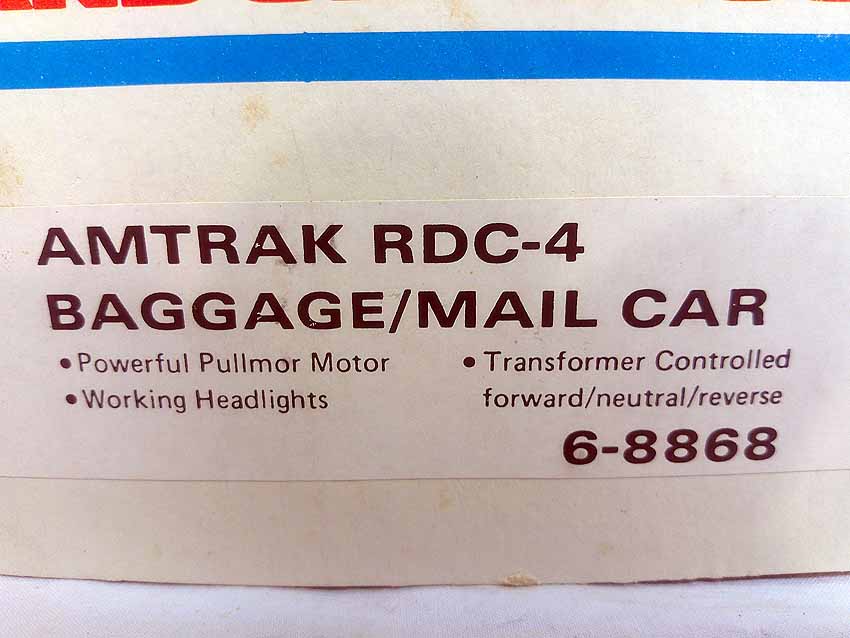 AMTRAK RDC-4
BAGGAGE/MAIL CAR
•Powerful Pullmor Motor
•Working Headlights
•Transformer Controlled
forward/neutral/reverse
6-8868